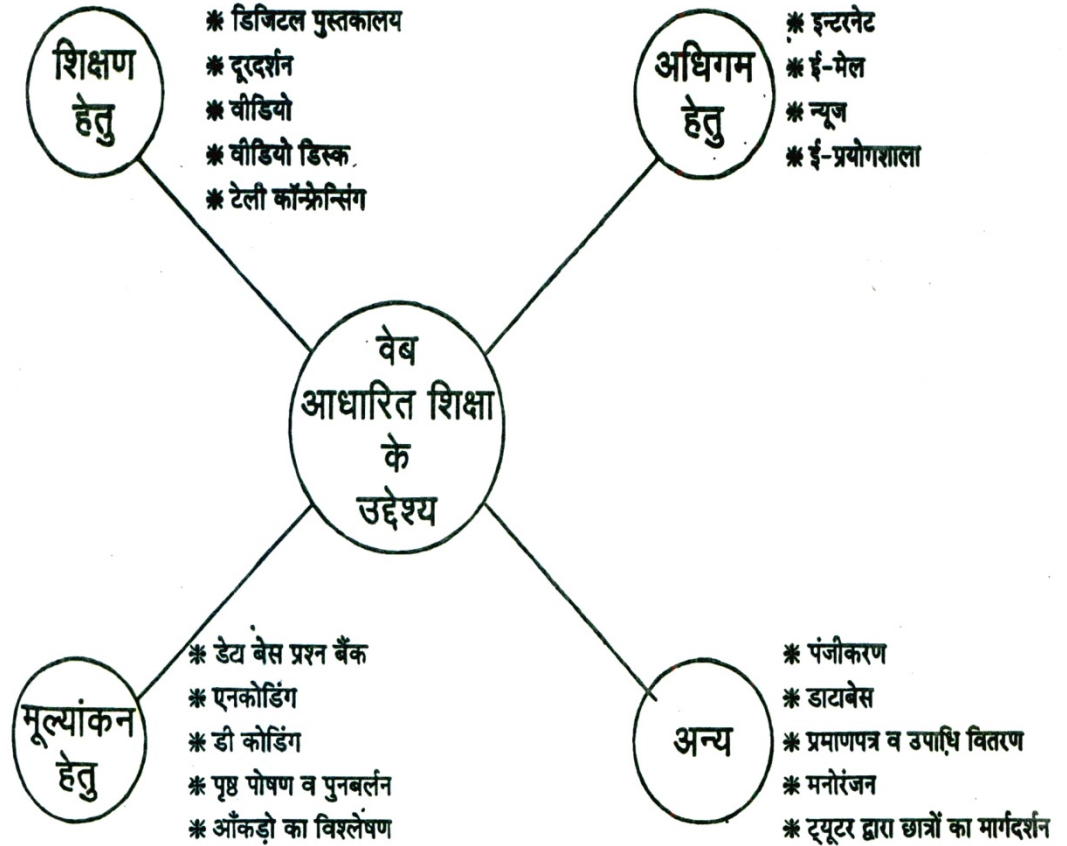 शिक्षण
हेतु
* डिजिटल पुस्तकालय
* दूरदर्शन
* वीडियो
* वीडियो डिस्क
* टेली कॉन्फ्रेन्सिंग
अधिगम
हेतु
* इन्टरनेट
* ई-मेल
* न्यूज
* ई-प्रयोगशाला
वेब
आधारित शिक्षा
के
उद्देश्य
मूल्यांकन
हेतु
* डेटा बेस प्रश्न बैंक
* एनकोडिंग
* डी कोडिंग
* पृष्ठ पोषण व पुनबर्लन
* आँकड़ो का विश्लेषण
अन्य
* पंजीकरण
* डाटाबेस
* प्रमाणपत्र व उपाधि वितरण
* मनोरंजन
* ट्यूटर द्वारा छात्रों का मार्गदर्शन